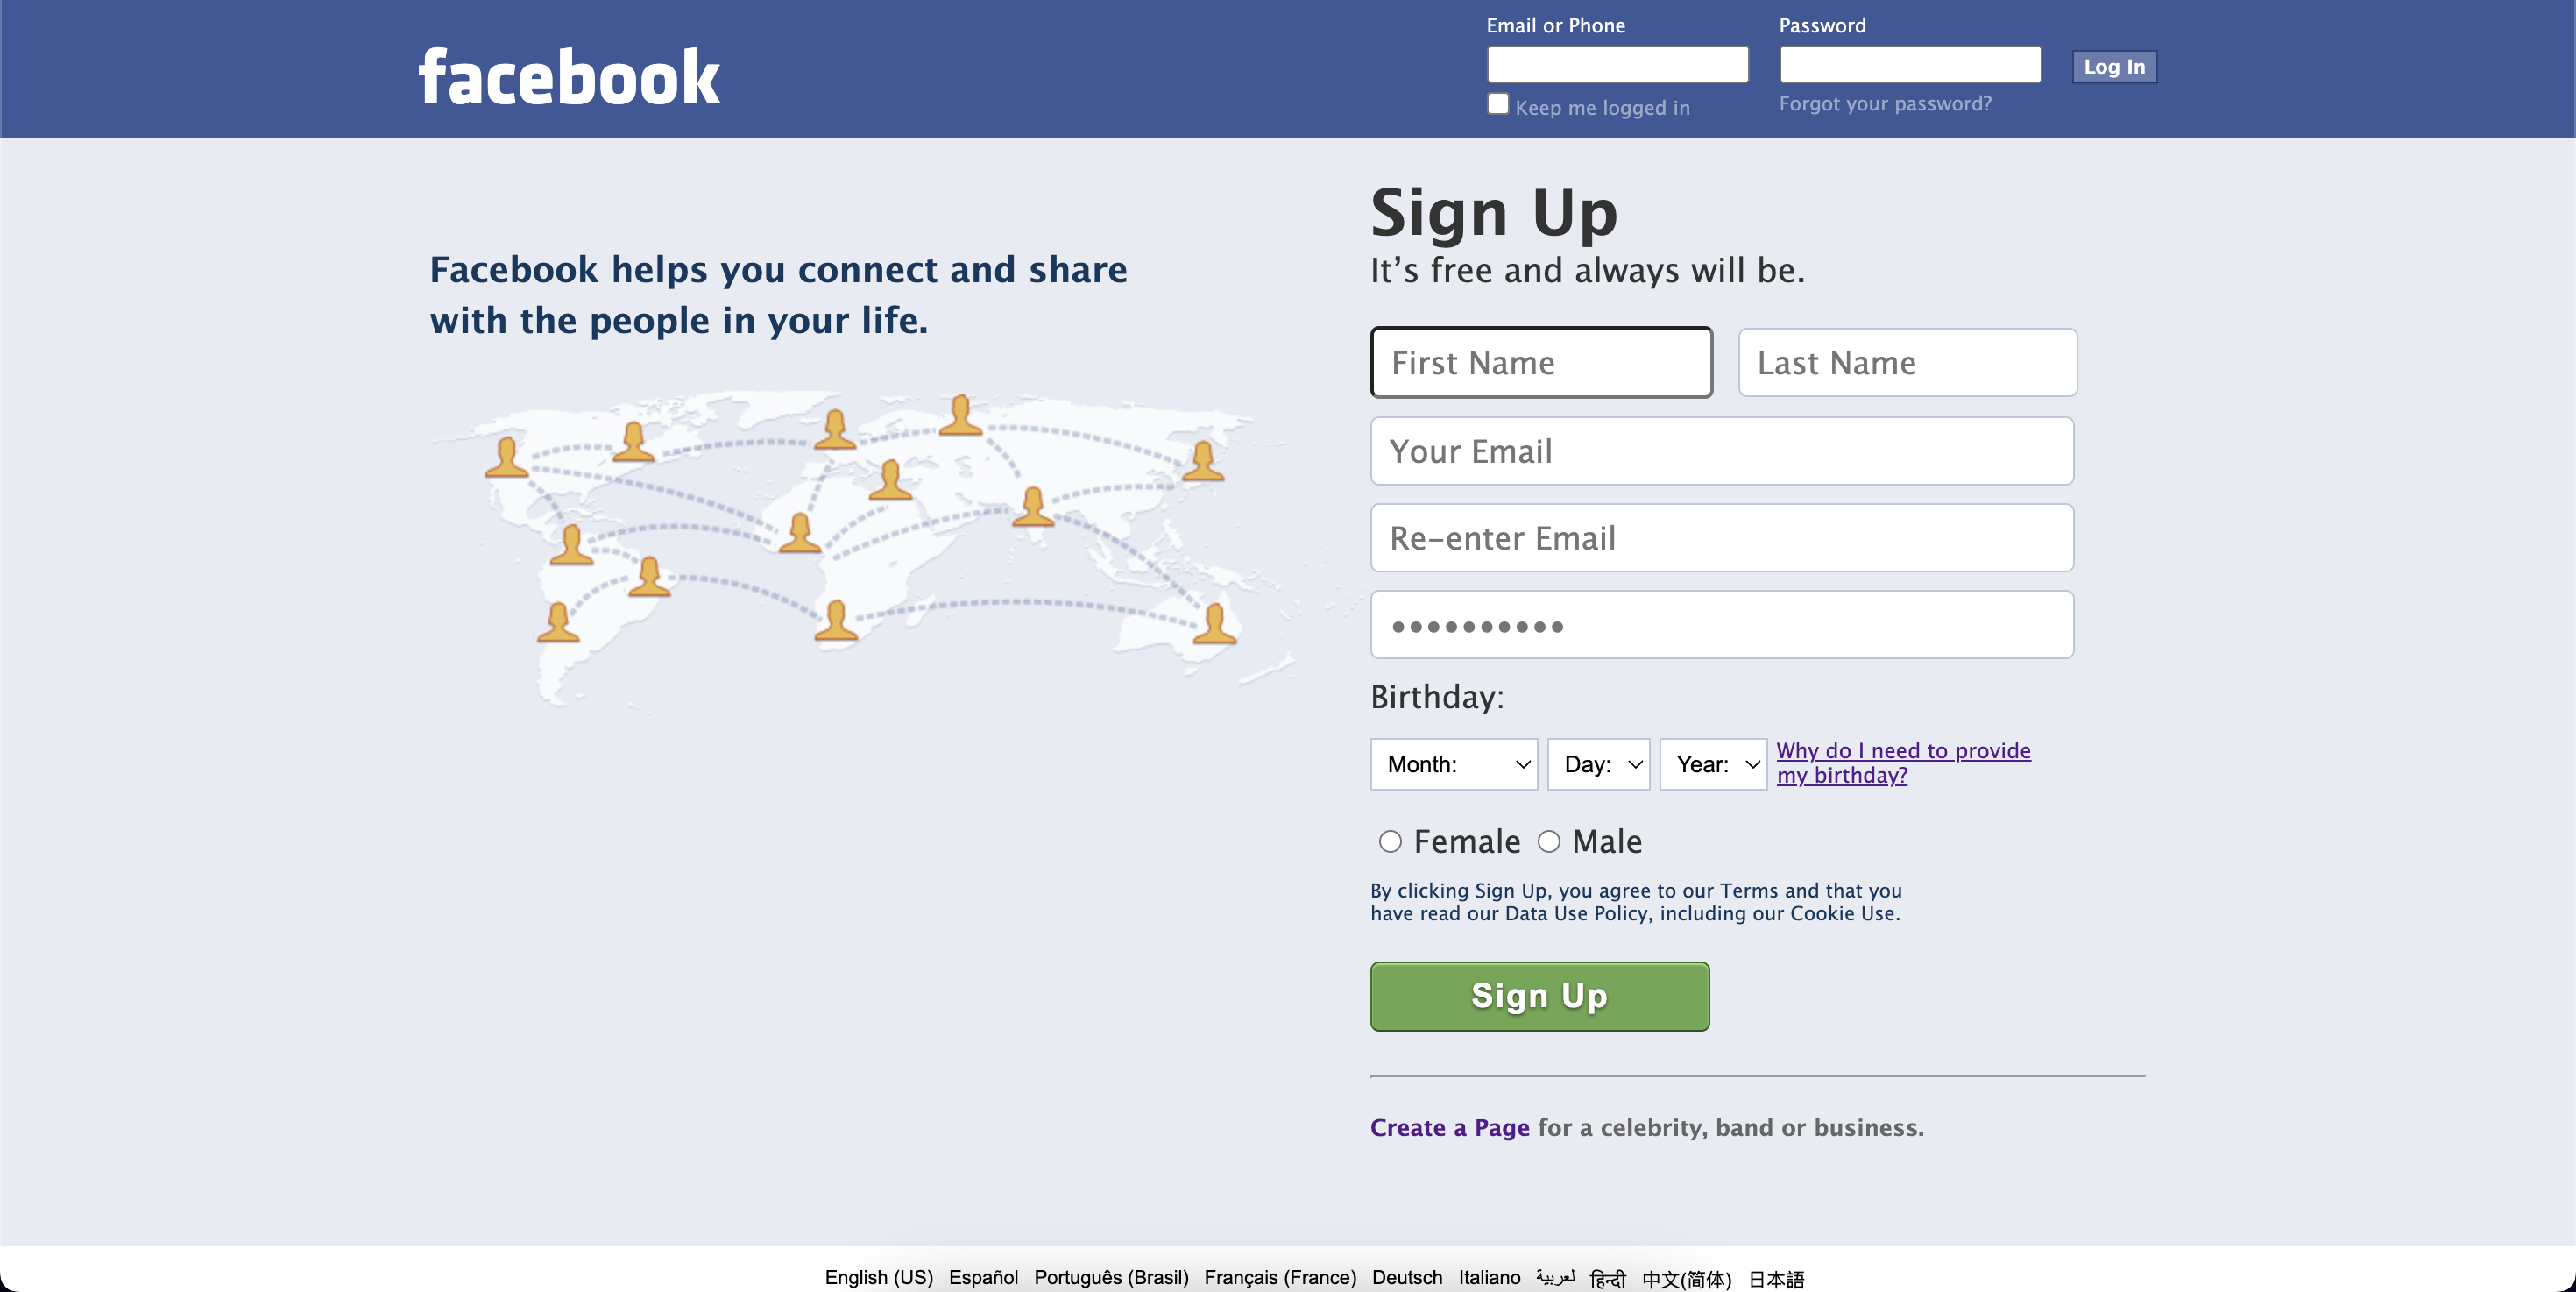 facebook
Email or Phone
Password
Log In
Keep me logged in
Forgot your password?
Facebook helps you connect and share
with the people in your life.
Sign Up
It’s free and always will be.
First Name
Last Name
Your Email
Re-enter Email
••••••••••
Birthday:
Month:
Day:
Year:
Why do I need to provide
my birthday?
Female
Male
By clicking Sign Up, you agree to our Terms and that you
have read our Data Use Policy, including our Cookie Use.
Sign Up
Create a Page for a celebrity, band or business.
English (US) Español Português (Brasil) Français (France) Deutsch Italiano لعربية हिन्दी 中文(简体) 日本語